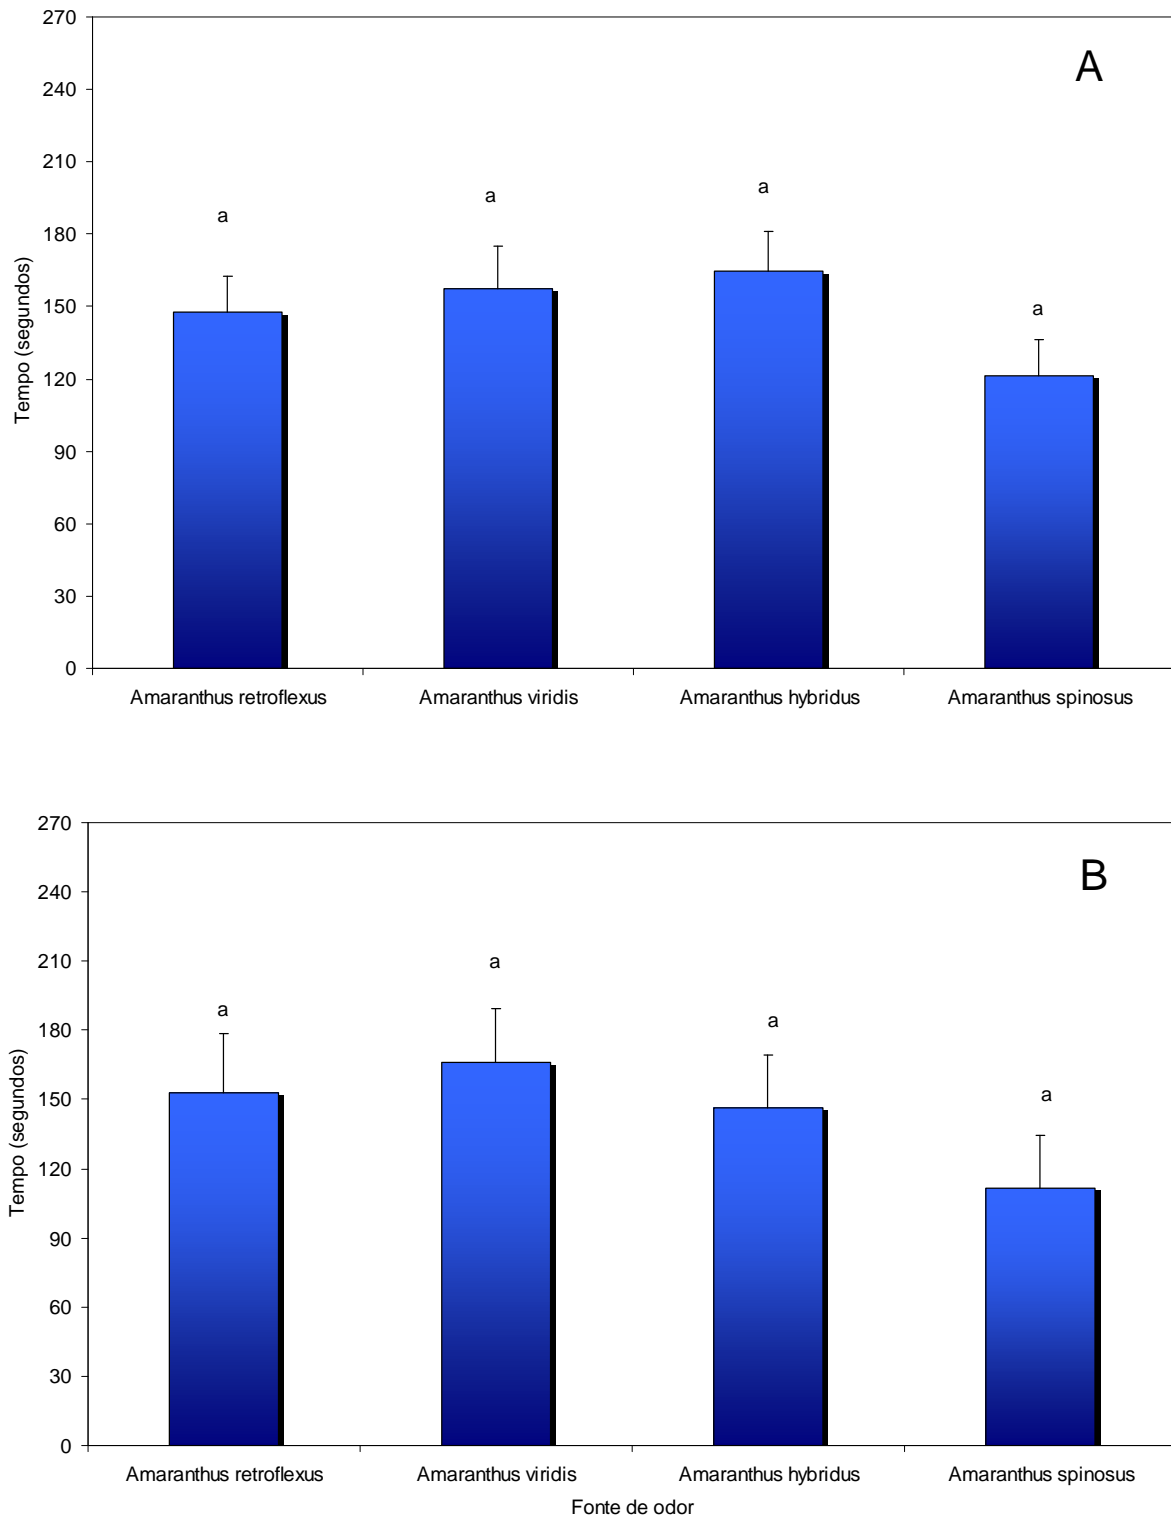 270
A
240
210
a
a
a
180
a
150
120
90
60
30
0
Tempo (segundos)
Amaranthus retroflexus Amaranthus viridis Amaranthus hybridus Amaranthus spinosus
270
B
240
210
a
a
a
180
150
a
120
90
60
30
0
Tempo (segundos)
Amaranthus retroflexus Amaranthus viridis Amaranthus hybridus Amaranthus spinosus
Fonte de odor